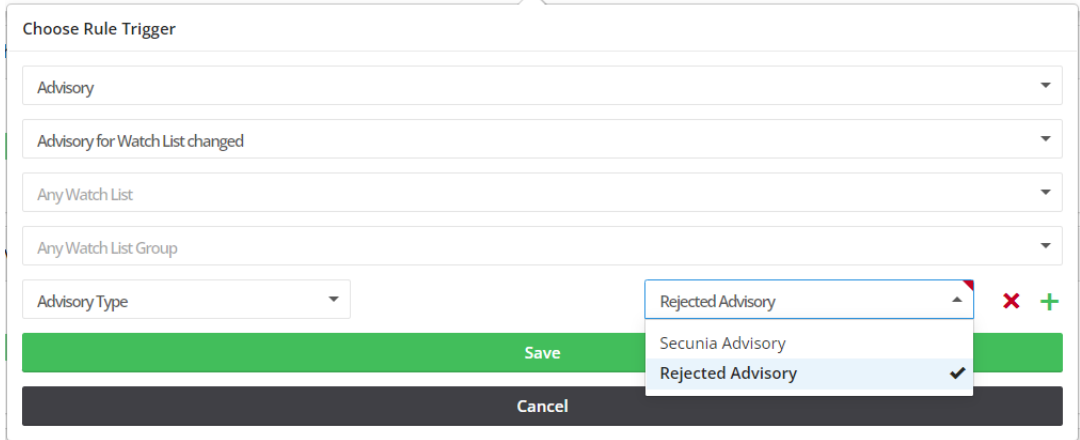 Choose Rule Trigger
Advisory
Advisory for Watch List changed
Any Watch List
Any Watch List Group
Advisory Type
Rejected Advisory
Secunia Advisory
Rejected Advisory
Save
Cancel